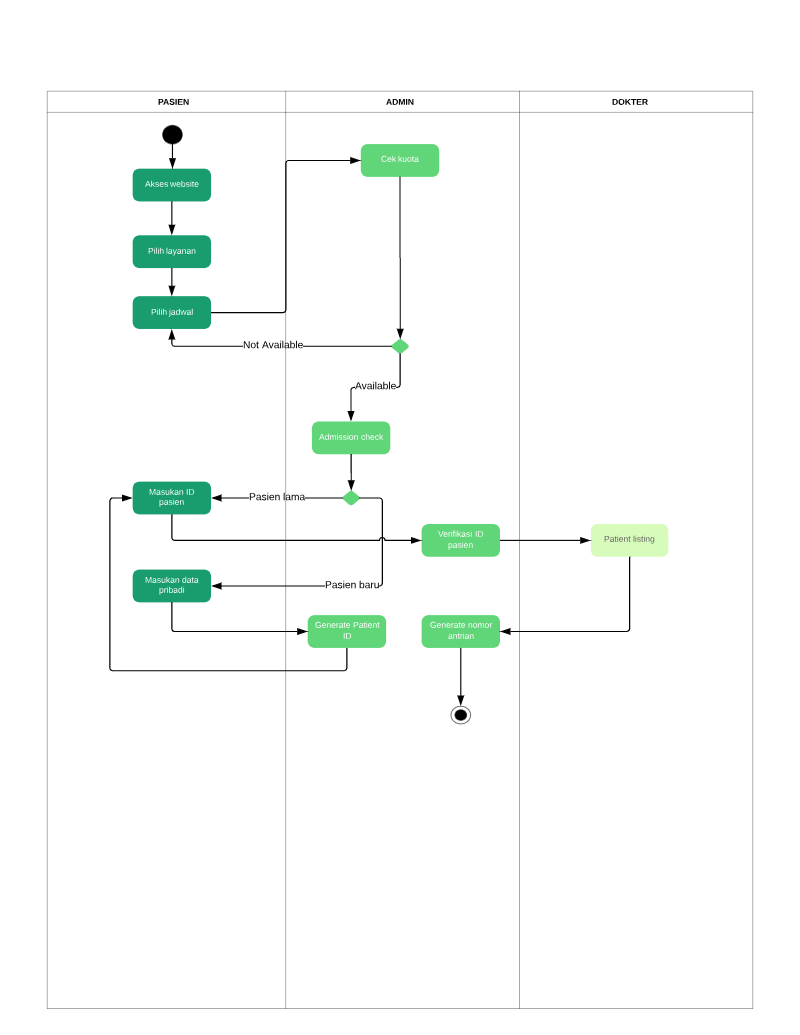 PASIEN
ADMIN
DOKTER
Cek kuota
Akses website
Pilih layanan
Pilih jadwal
Not Available
Available
Admission check
Masukan ID
pasien
Pasien lama
Verifikasi ID
pasien
Patient listing
Masukan data
pribadi
Pasien baru
Generate Patient
ID
Generate nomor
antrian